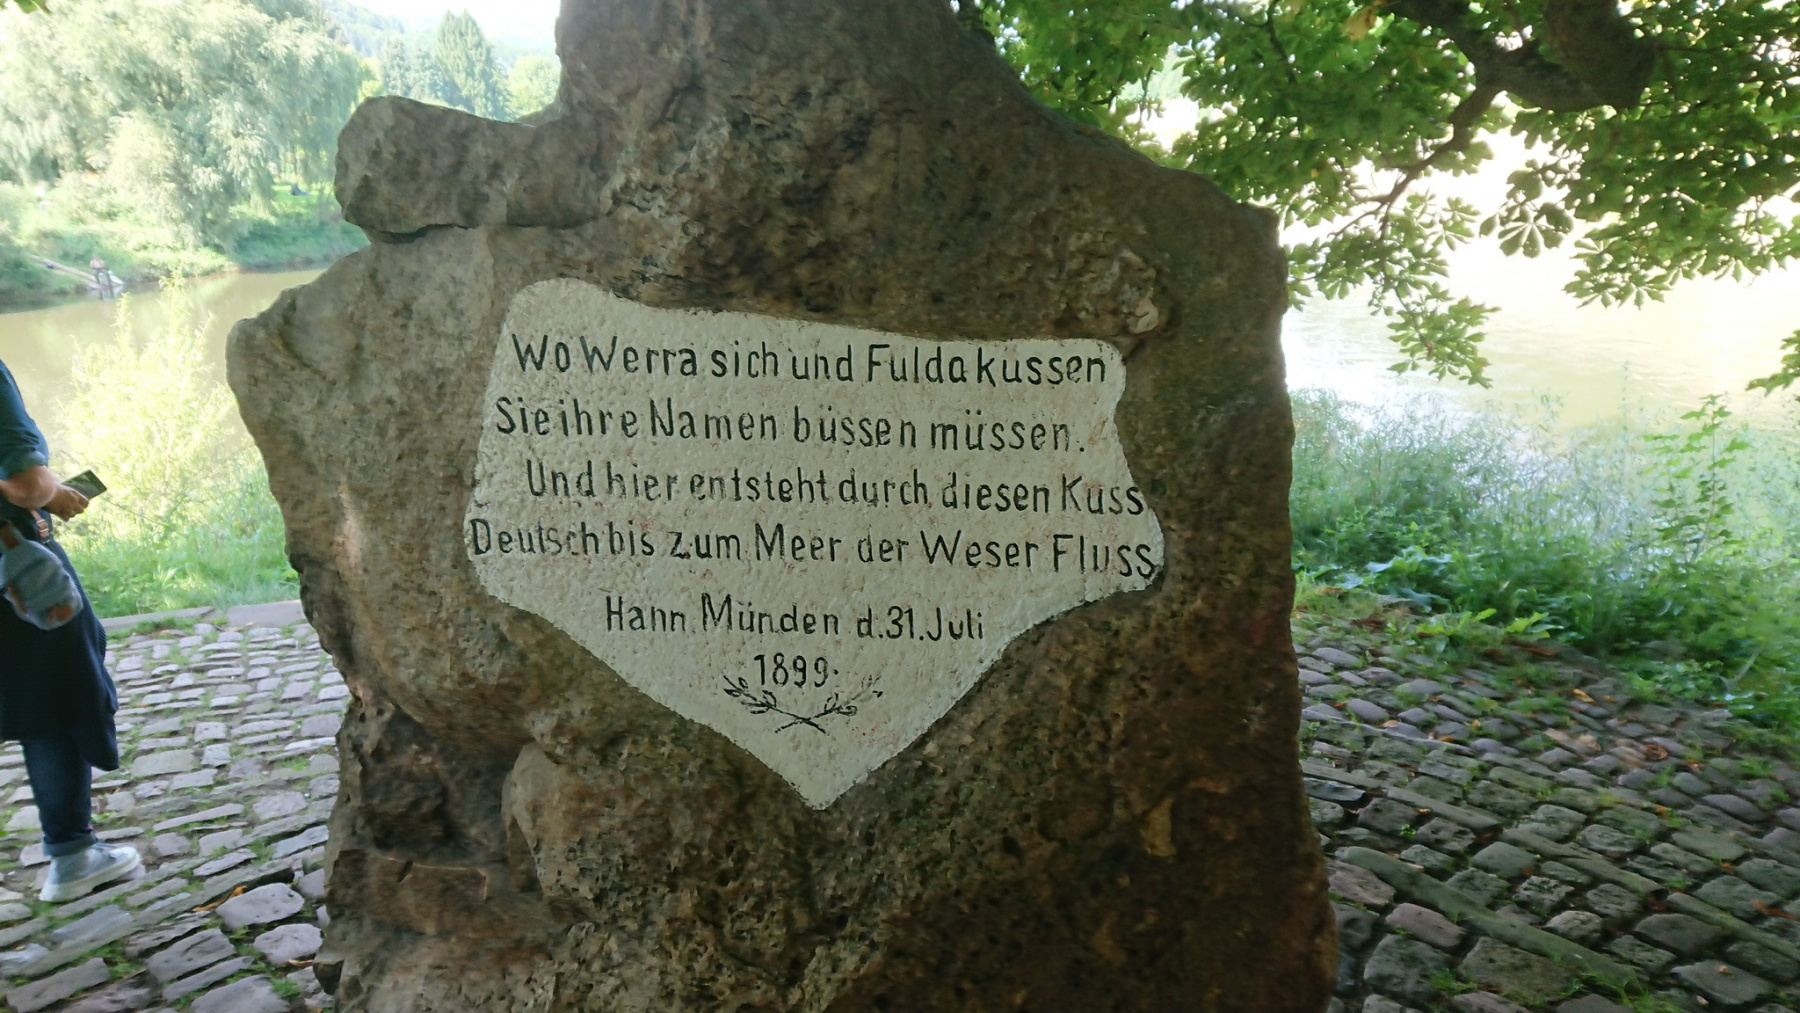 Wo Werra sich und Fulda kussen
Sie ihre Namen büssen müssen.
Und hier entsteht durch diesen Kuss
Deutsch bis zum Meer der Weser Fluss
Hann. Münden d. 31. Juli
1899.